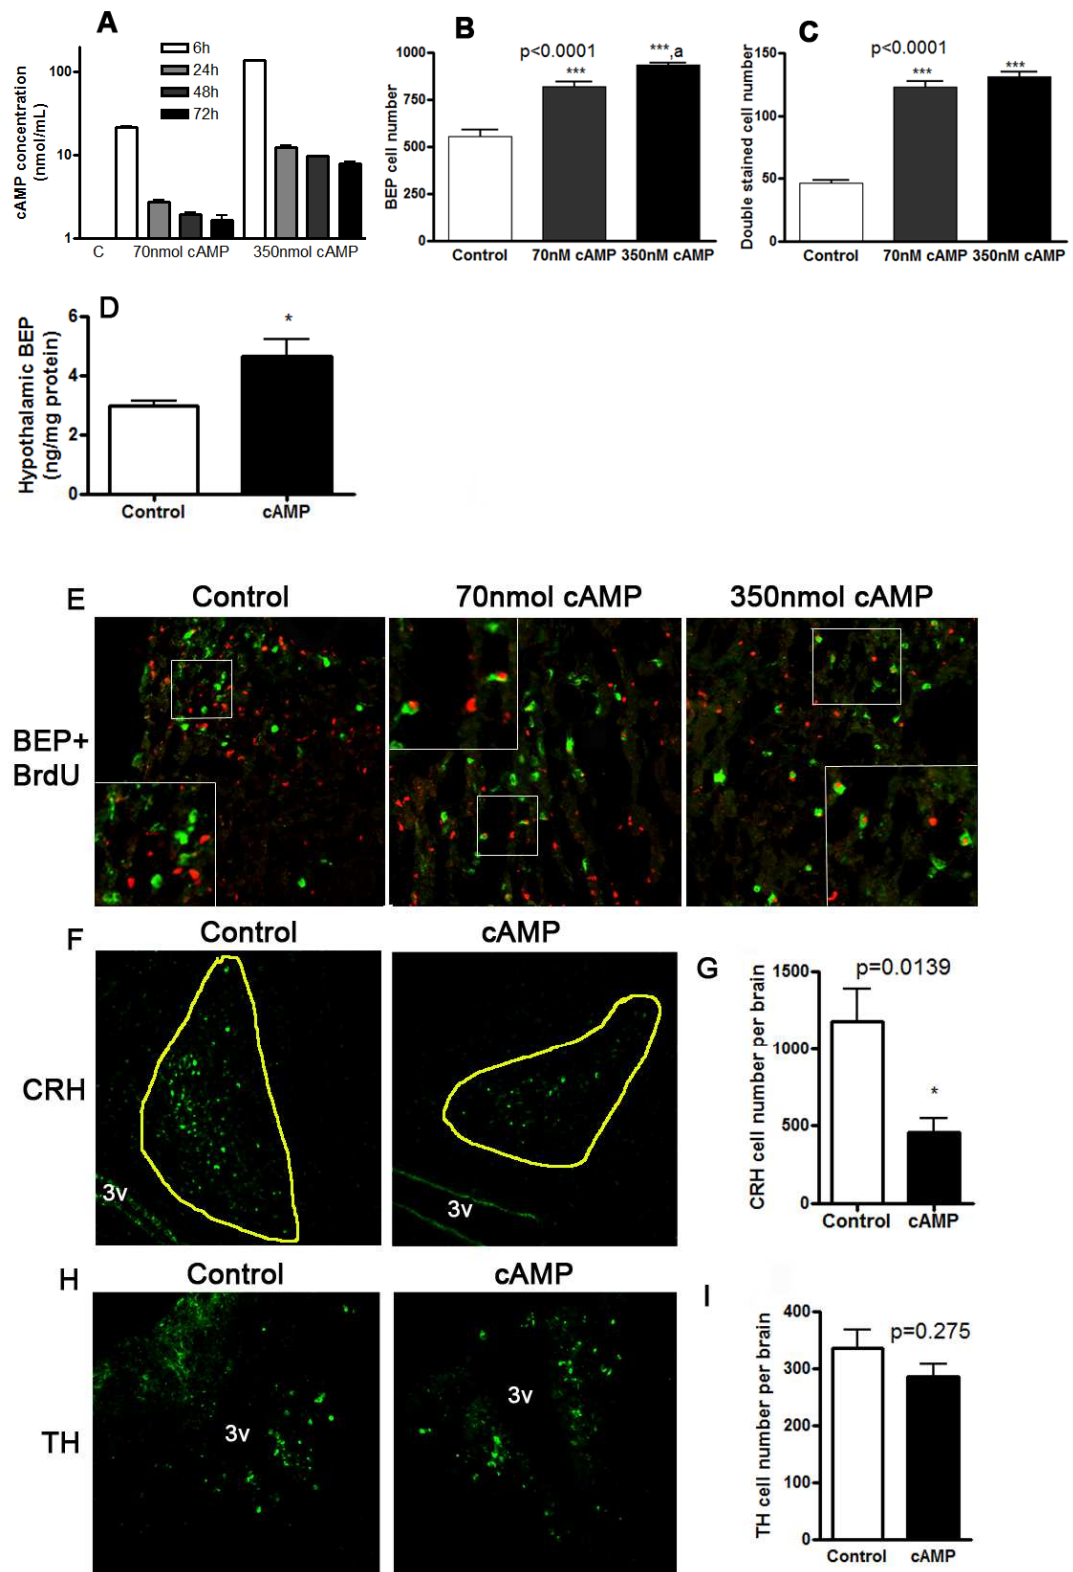 A
6h
24h
48h
72h
cAMP concentration
(nmol/mL)
100
10
1
C 70nmol cAMP 350nmol cAMP
B
p<0.0001
***
***,a
BEP cell number
1000
750
500
250
0
Control 70nM cAMP 350nM cAMP
C
p<0.0001
***
***
Double stained cell number
150
100
50
0
Control 70nM cAMP 350nM cAMP
D
*
Hypothalamic BEP
(ng/mg protein)
6
4
2
0
Control cAMP
E
Control 70nmol cAMP 350nmol cAMP
BEP+
BrdU
F
Control cAMP
CRH
3v
3v
G
p=0.0139
*
CRH cell number per brain
1500
1000
500
0
Control cAMP
H
Control cAMP
TH
3v
3v
I
p=0.275
TH cell number per brain
400
300
200
100
0
Control cAMP